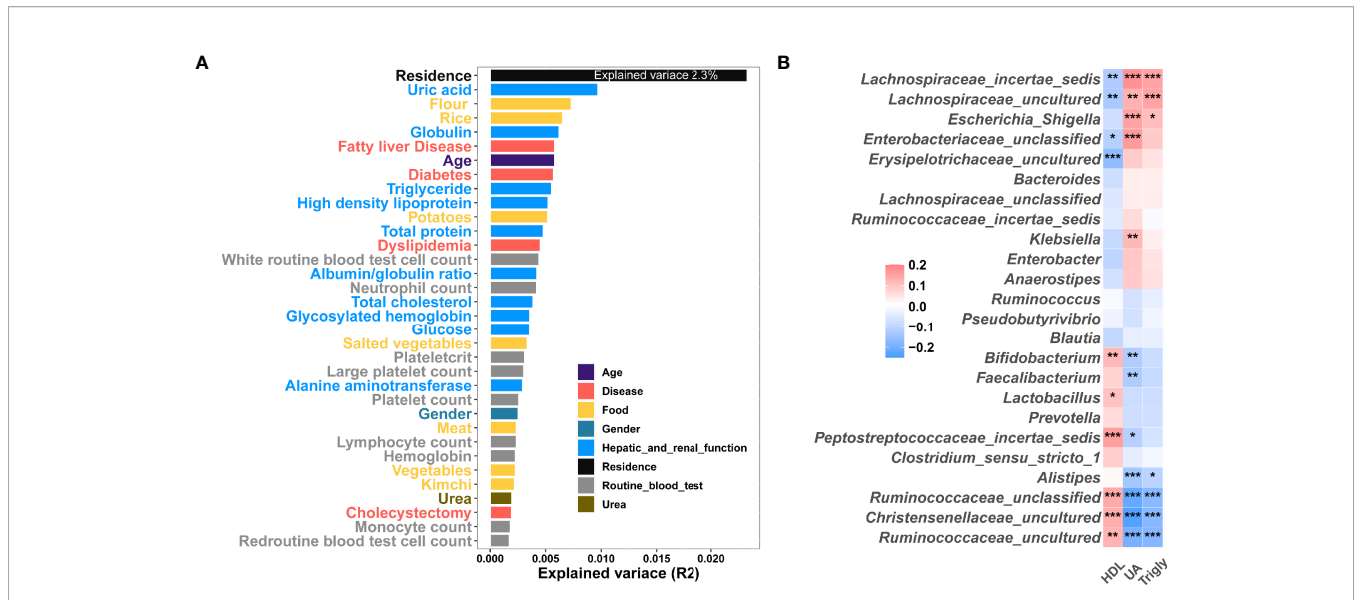 A
Residence
Explained variace 2.3%
Uric acid
Flour
Rice
Globulin
Fatty liver Disease
Age
Diabetes
Triglyceride
High density lipoprotein
Potatoes
Total protein
Dyslipidemia
White routine blood test cell count
Albumin/globulin ratio
Neutrophil count
Total cholesterol
Glycosylated hemoglobin
Glucose
Salted vegetables
Plateletcrit
Large platelet count
Alanine aminotransferase
Platelet count
Gender
Meat
Lymphocyte count
Hemoglobin
Vegetables
Kimchi
Urea
Cholecystectomy
Monocyte count
Redroutine blood test cell count
0.000 0.005 0.010 0.015 0.020
Explained variace (R2)
Age
Disease
Food
Gender
Hepatic_and_renal_function
Residence
Routine_blood_test
Urea
B
Lachnospiraceae_incertae_sedis ** *** ***
Lachnospiraceae_uncultured ** ** ***
Escherichia_Shigella *** *
Enterobacteriaceae_unclassified * ***
Erysipelotrichaceae_uncultured ***
Bacteroides
Lachnospiraceae_unclassified
Ruminococcaceae_incertae_sedis
Klebsiella **
Enterobacter
Anaerostipes
Ruminococcus
Pseudobutyrivibrio
Blautia
Bifidobacterium ** **
Faecalibacterium **
Lactobacillus *
Prevotella
Peptostreptococcaceae_incertae_sedis *** *
Clostridium_sensu_stricto_1
Alistipes *** *
Ruminococcaceae_unclassified *** *** ***
Christensenellaceae_uncultured *** *** ***
Ruminococcaceae_uncultured ** *** ***
HDL UA Trigly
0.2
0.1
0.0
−0.1
−0.2